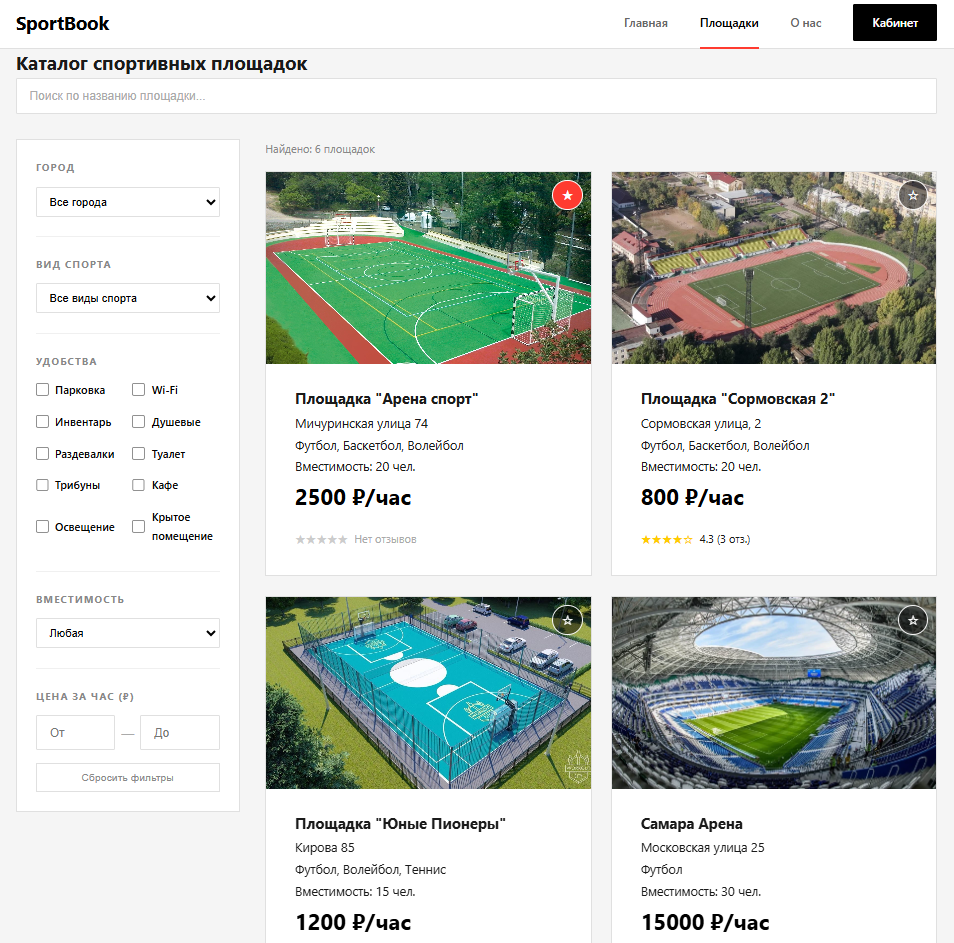 SportBook
Главная
Площадки
О нас
Кабинет
Каталог спортивных площадок
Поиск по названию площадки...
ГОРОД
Все города
ВИД СПОРТА
Все виды спорта
УДОБСТВА
Парковка
Wi-Fi
Инвентарь
Душевые
Раздевалки
Туалет
Трибуны
Кафе
Освещение
Крытое
помещение
ВМЕСТИМОСТЬ
Любая
ЦЕНА ЗА ЧАС (₽)
От
—
До
Сбросить фильтры
Найдено: 6 площадок
Площадка "Арена спорт"
Мичуринская улица 74
Футбол, Баскетбол, Волейбол
Вместимость: 20 чел.
2500 ₽/час
Нет отзывов
Площадка "Сормовская 2"
Сормовская улица, 2
Футбол, Баскетбол, Волейбол
Вместимость: 20 чел.
800 ₽/час
4.3 (3 отз.)
Площадка "Юные Пионеры"
Кирова 85
Футбол, Волейбол, Теннис
Вместимость: 15 чел.
1200 ₽/час
Самара Арена
Московская улица 25
Футбол
Вместимость: 30 чел.
15000 ₽/час